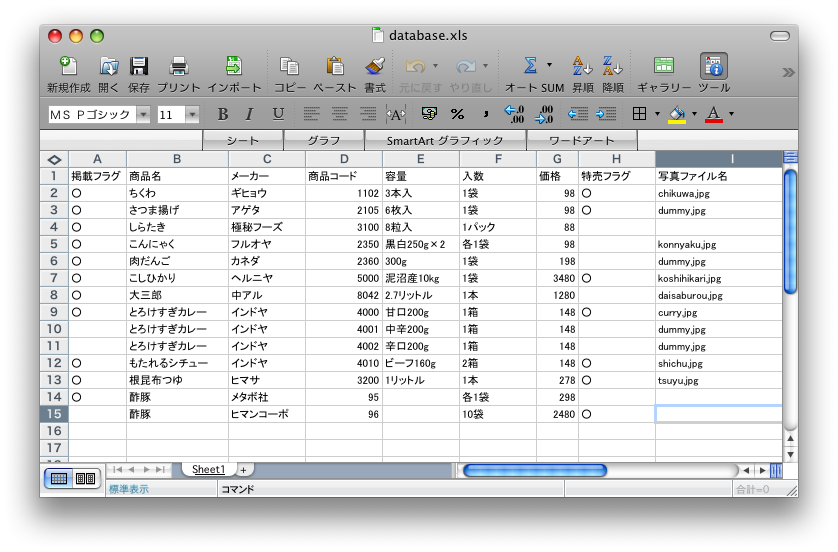 database.xls
新規作成 開く 保存 プリント インポート コピー ペースト 書式 元に戻す やり直し オート SUM 昇順 降順 ギャラリー ツール
ＭＳ Ｐゴシック 11 B I U
シート グラフ SmartArt グラフィック ワードアート
A B C D E F G H I
1 掲載フラグ 商品名 メーカー 商品コード 容量 入数 価格 特売フラグ 写真ファイル名
2 ○ ちくわ ギヒョウ 1102 3本入 1袋 98 ○ chikuwa.jpg
3 ○ さつま揚げ アゲタ 2105 6枚入 1袋 98 ○ dummy.jpg
4 ○ しらたき 極秘フーズ 3100 8粒入 1パック 88
5 ○ こんにゃく フルオヤ 2350 黒白250g×2 各1袋 98 konnyaku.jpg
6 ○ 肉だんご カネダ 2360 300g 1袋 198 dummy.jpg
7 ○ こしひかり ヘルニヤ 5000 泥沼産10kg 1袋 3480 ○ koshihikari.jpg
8 ○ 大三郎 中アル 8042 2.7リットル 1本 1280 daisaburou.jpg
9 ○ とろけすぎカレー インドヤ 4000 甘口200g 1箱 148 ○ curry.jpg
10 とろけすぎカレー インドヤ 4001 中辛200g 1箱 148 dummy.jpg
11 とろけすぎカレー インドヤ 4002 辛口200g 1箱 148 dummy.jpg
12 ○ もたれるシチュー インドヤ 4010 ビーフ160g 2箱 148 ○ shichu.jpg
13 ○ 根昆布つゆ ヒマサ 3200 1リットル 1本 278 ○ tsuyu.jpg
14 ○ 酢豚 メタボ社 95 各1袋 298
15 酢豚 ヒマンコーポ 96 10袋 2480 ○
16
17
Sheet1
標準表示 コマンド 合計=0